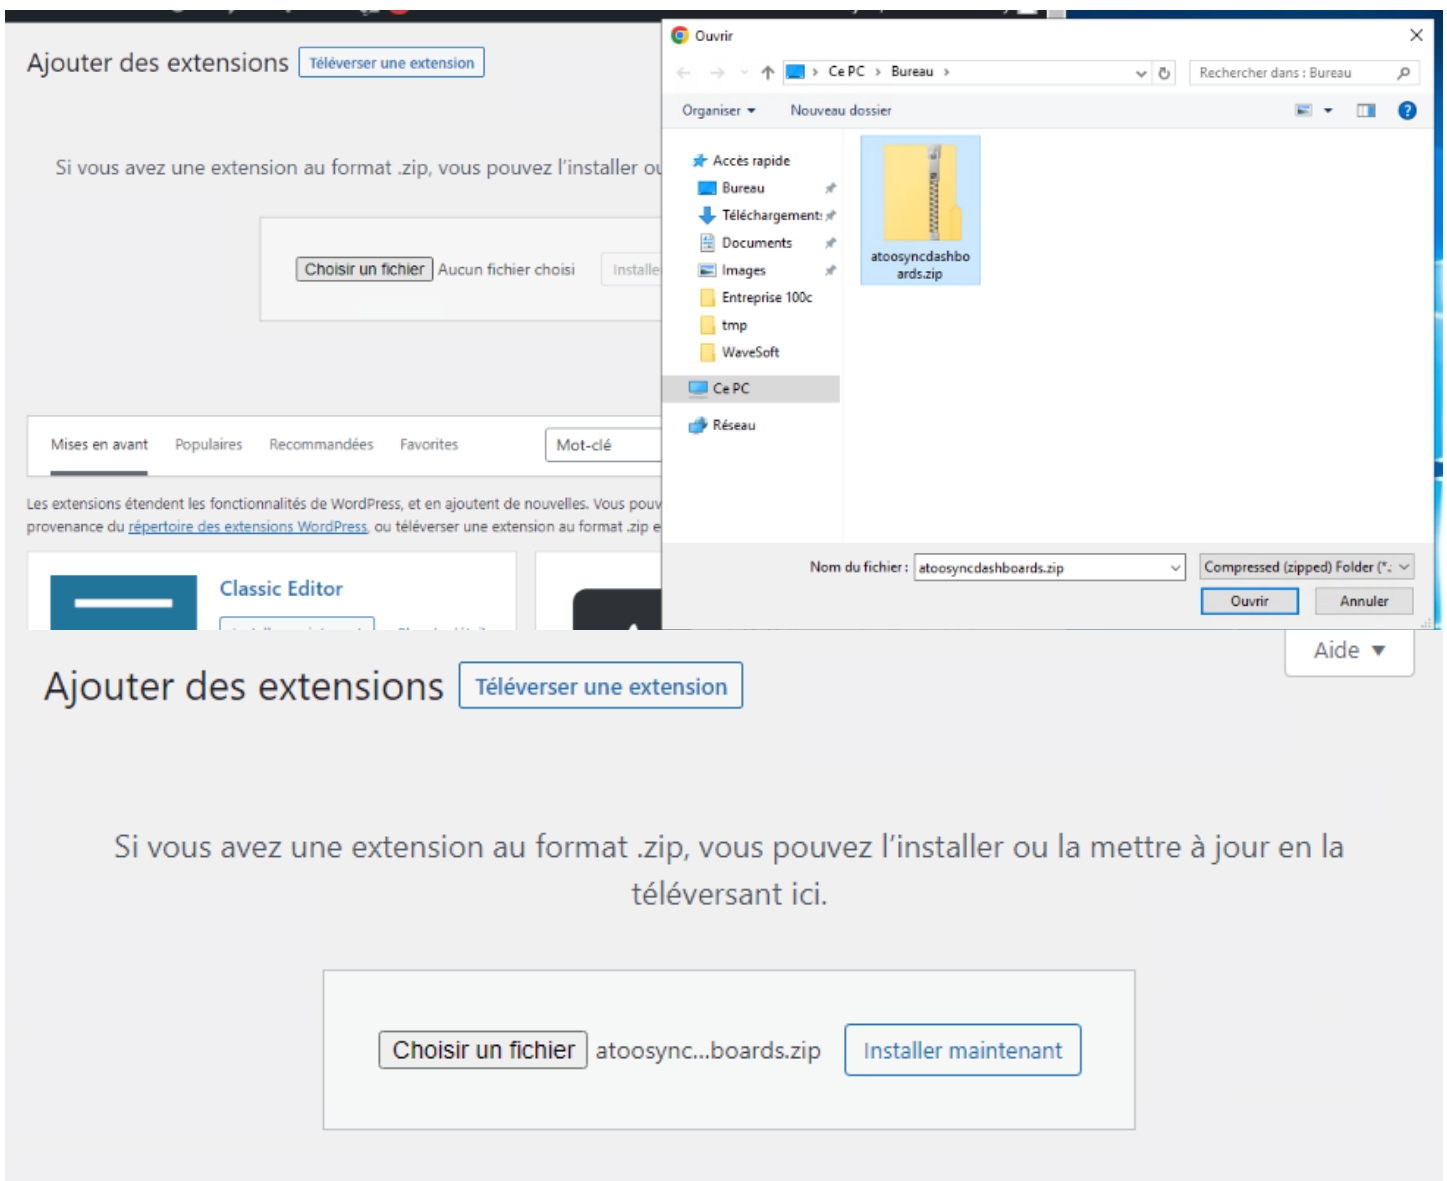 Ajouter des extensions
Téléverser une extension
Si vous avez une extension au format .zip, vous pouvez l'installer ou
Choisir un fichier
Aucun fichier choisi
Installe
Mises en avant
Populaires
Recommandées
Favorites
Mot-clé
Les extensions étendent les fonctionnalités de WordPress, et en ajoutent de nouvelles. Vous pouv
provenance du répertoire des extensions WordPress, ou téléverser une extension au format .zip e
Classic Editor
Ouvrir
Ce PC > Bureau >
Rechercher dans : Bureau
Organiser
Nouveau dossier
Accès rapide
Bureau
Téléchargement
Documents
Images
Entreprise 100c
tmp
WaveSoft
Ce PC
Réseau
atoosyncdashbo
ards.zip
Nom du fichier :
atoosyncdashboards.zip
Compressed (zipped) Folder (*.
Ouvrir
Annuler
Aide
Ajouter des extensions
Téléverser une extension
Si vous avez une extension au format .zip, vous pouvez l'installer ou la mettre à jour en la
téléversant ici.
Choisir un fichier
atoosync...boards.zip
Installer maintenant